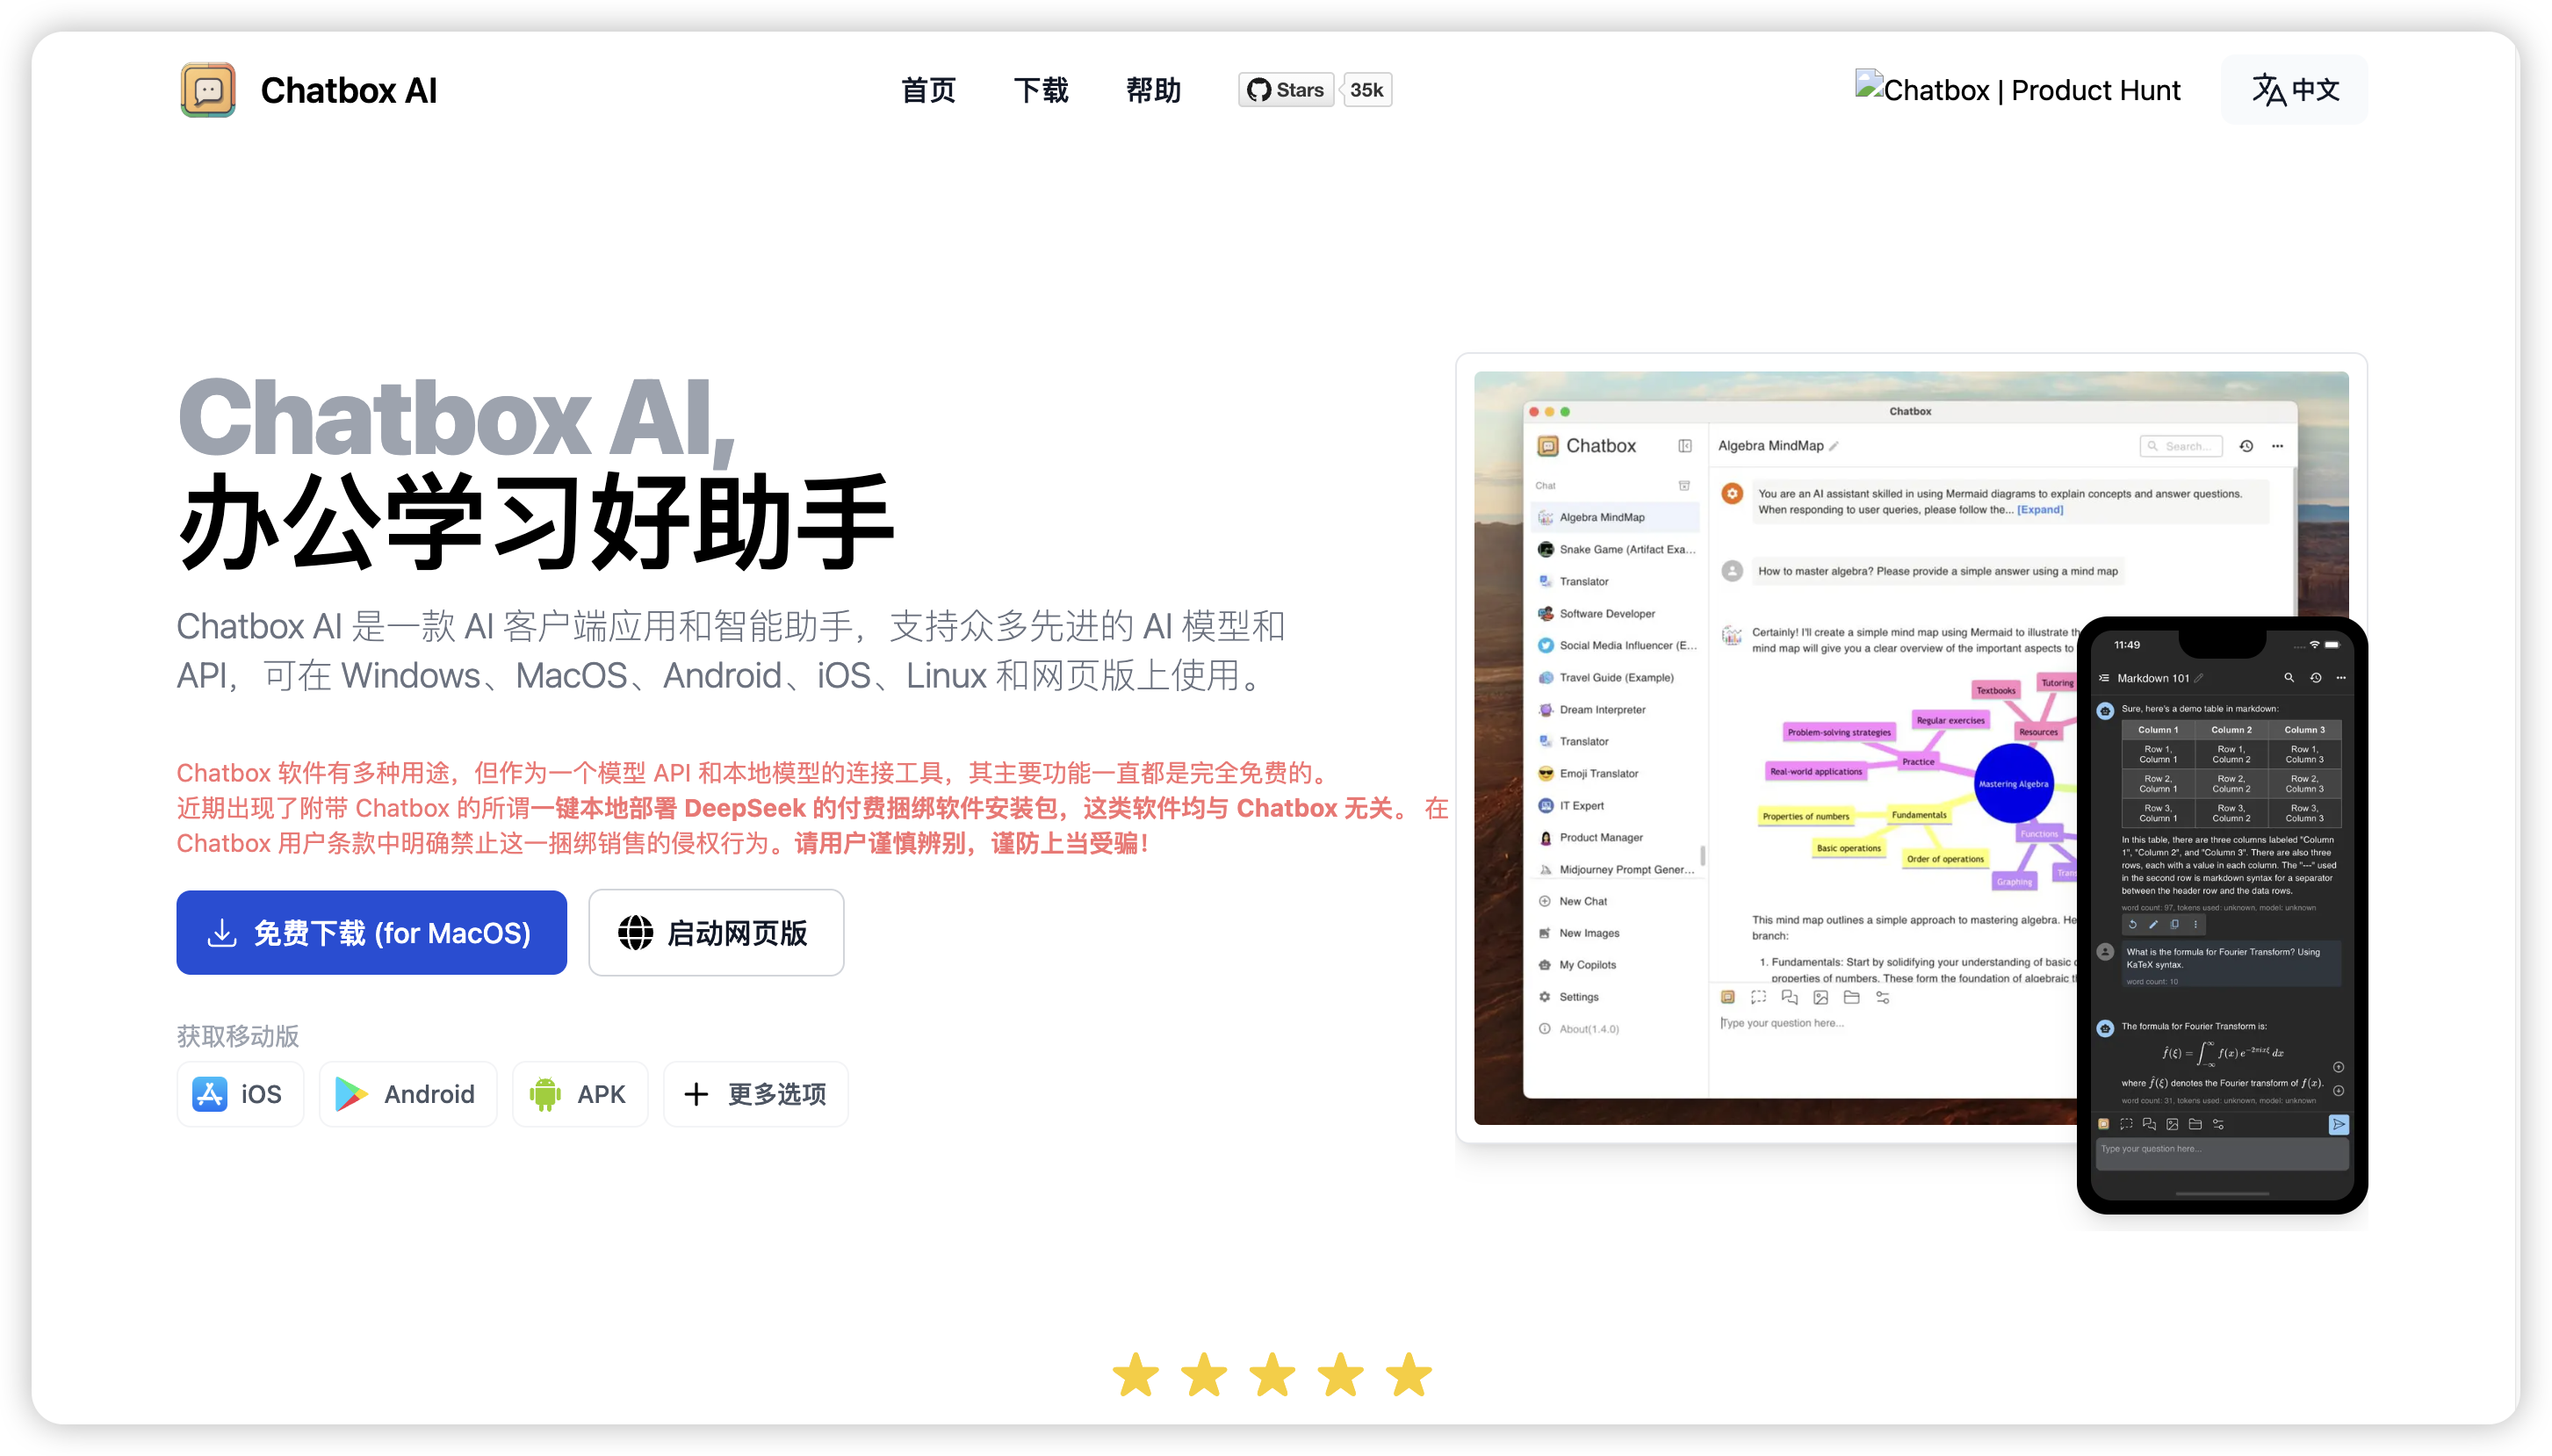 Chatbox AI
首页
下载
帮助
Stars
35k
Chatbox | Product Hunt
中文
Chatbox AI,
办公学习好助手
Chatbox AI 是一款 AI 客户端应用和智能助手，支持众多先进的 AI 模型和
API，可在 Windows、MacOS、Android、iOS、Linux 和网页版上使用。
Chatbox 软件有多种用途，但作为一个模型 API 和本地模型的连接工具，其主要功能一直都是完全免费的。
近期出现了附带 Chatbox 的所谓一键本地部署 DeepSeek 的付费捆绑软件安装包，这类软件均与 Chatbox 无关。 在
Chatbox 用户条款中明确禁止这一捆绑销售的侵权行为。请用户谨慎辨别，谨防上当受骗！
免费下载 (for MacOS)
启动网页版
获取移动版
iOS
Android
APK
更多选项
Chatbox
Chatbox
Chat
Algebra MindMap
Snake Game (Artifact Exa...
Translator
Software Developer
Social Media Influencer (E...
Travel Guide (Example)
Dream Interpreter
Translator
Emoji Translator
IT Expert
Product Manager
Midjourney Prompt Gener...
New Chat
New Images
My Copilots
Settings
About(1.4.0)
Algebra MindMap
Search...
You are an AI assistant skilled in using Mermaid diagrams to explain concepts and answer questions.
When responding to user queries, please follow the... [Expand]
How to master algebra? Please provide a simple answer using a mind map
Certainly! I'll create a simple mind map using Mermaid to illustrate th
mind map will give you a clear overview of the important aspects to
Textbooks
Tutoring
Regular exercises
Problem-solving strategies
Resources
Practice
Real-world applications
Mastering Algebra
Properties of numbers
Fundamentals
Functions
Basic operations
Order of operations
Graphing
Tran
This mind map outlines a simple approach to mastering algebra. He
branch:
1. Fundamentals: Start by solidifying your understanding of basic
properties of numbers. These form the foundation of algebraic t
Type your question here...
11:49
Markdown 101
Sure, here's a demo table in markdown:
Column 1 Column 2 Column 3
Row 1, Row 1, Row 1,
Column 1 Column 2 Column 3
Row 2, Row 2, Row 2,
Column 1 Column 2 Column 3
Row 3, Row 3, Row 3,
Column 1 Column 2 Column 3
In this table, there are three columns labeled "Column
1", "Column 2", and "Column 3". There are also three
rows, each with a value in each column. The "---" used
in the second row is markdown syntax for a separator
between the header row and the data rows.
word count: 97, tokens used: unknown, model: unknown
What is the formula for Fourier Transform? Using
KaTeX syntax.
word count: 10
The formula for Fourier Transform is:
f̂(ξ) = ∫_{-∞}^{∞} f(x) e^{-2πixξ} dx
where f̂(ξ) denotes the Fourier transform of f(x).
word count: 31, tokens used: unknown, model: unknown
Type your question here...